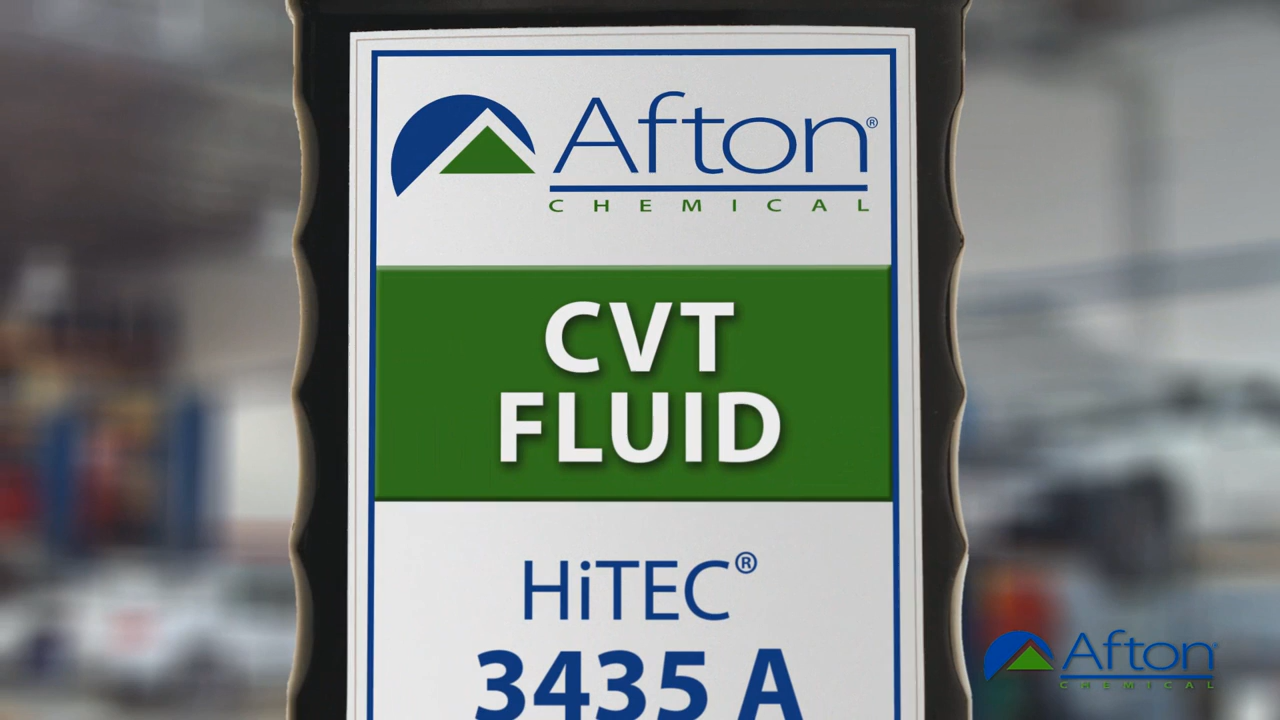 Afton®
CHEMICAL
CVT
FLUID
HiTEC®
3435 A
Afton®
CHEMICAL